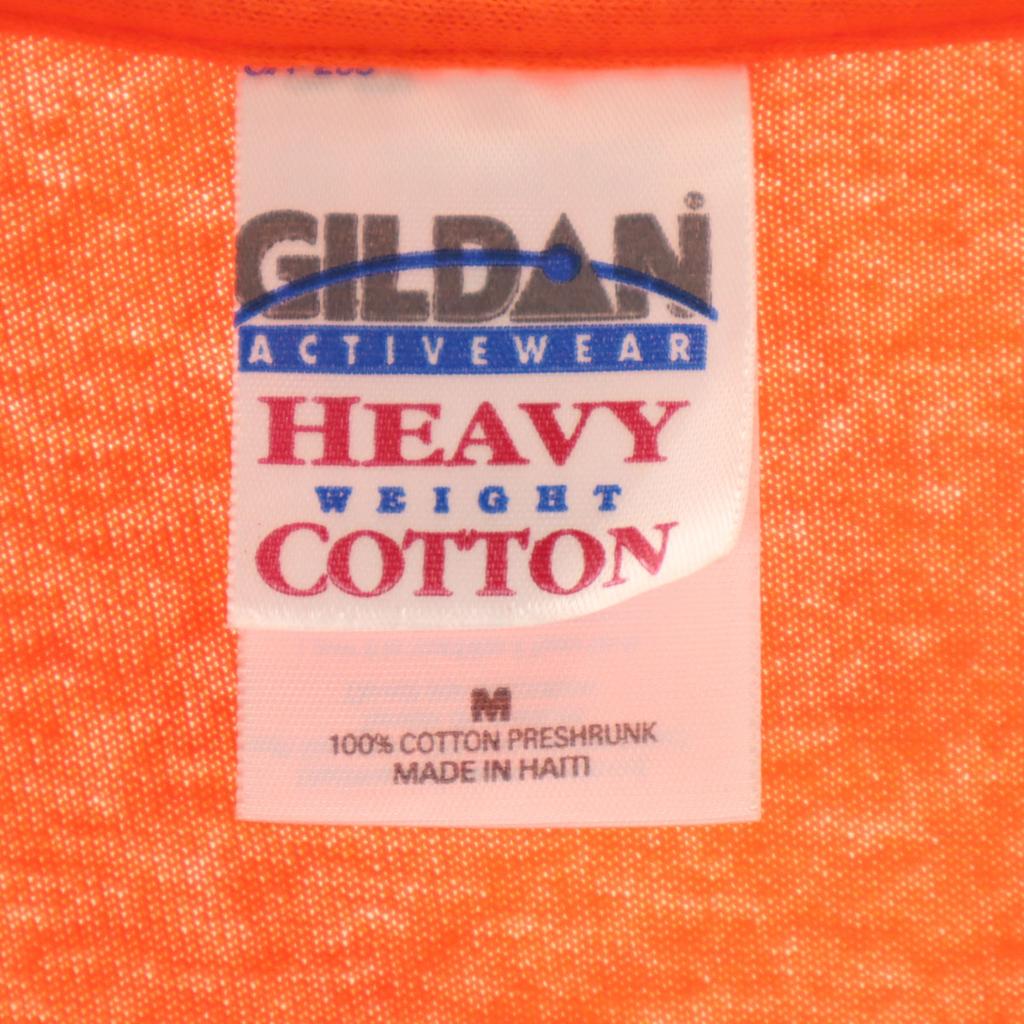 GILDAN®
ACTIVEWEAR
HEAVY
WEIGHT
COTTON
M
100% COTTON PRESHRUNK
MADE IN HAITI